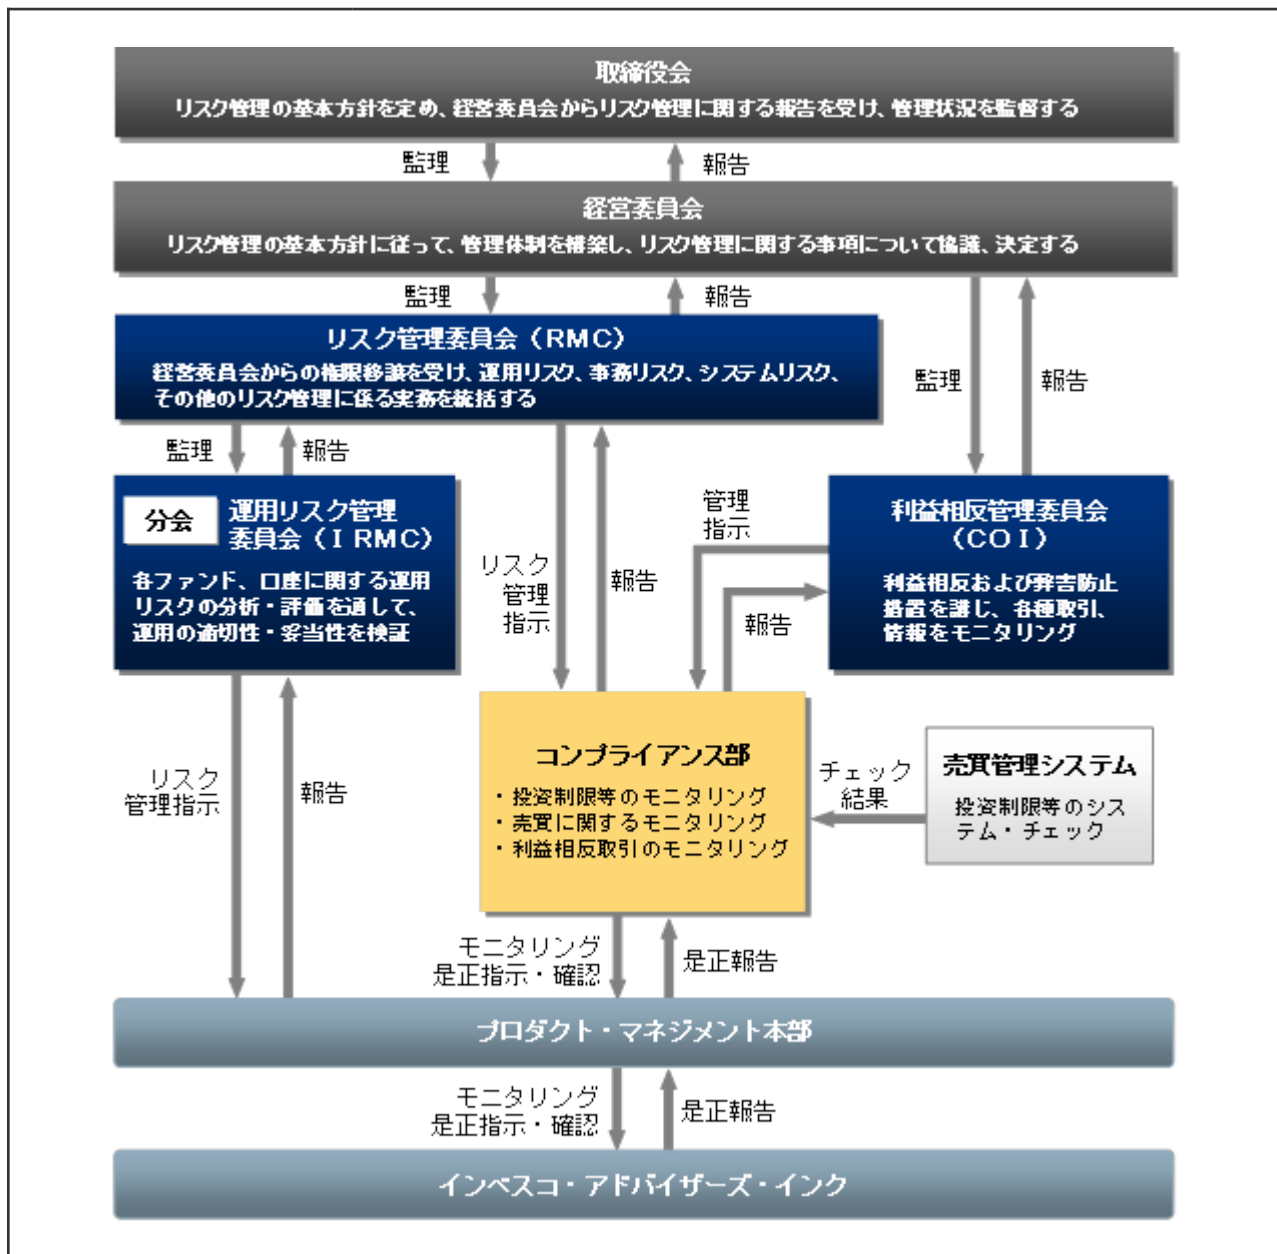 取締役会
リスク管理の基本方針を定め、経営委員会からリスク管理に関する報告を受け、管理状況を監督する
監理
報告
経営委員会
リスク管理の基本方針に従って、管理体制を構築し、リスク管理に関する事項について協議、決定する
監理
報告
リスク管理委員会（RMC）
経営委員会からの権限移譲を受け、運用リスク、事務リスク、システムリスク、
その他のリスク管理に係る実務を統括する
監理
報告
監理
報告
分会
運用リスク管理
委員会（IRMC）
各ファンド、口座に関する運用
リスクの分析・評価を通して、
運用の適切性・妥当性を検証
リスク
管理
指示
報告
管理
指示
報告
利益相反管理委員会
（COI）
利益相反および弊害防止
措置を講じ、各種取引、
情報をモニタリング
リスク
管理指示
報告
コンプライアンス部
・投資制限等のモニタリング
・売買に関するモニタリング
・利益相反取引のモニタリング
チェック
結果
売買管理システム
投資制限等のシス
テム・チェック
モニタリング
是正指示・確認
是正報告
プロダクト・マネジメント本部
モニタリング
是正指示・確認
是正報告
インベスコ・アドバイザーズ・インク